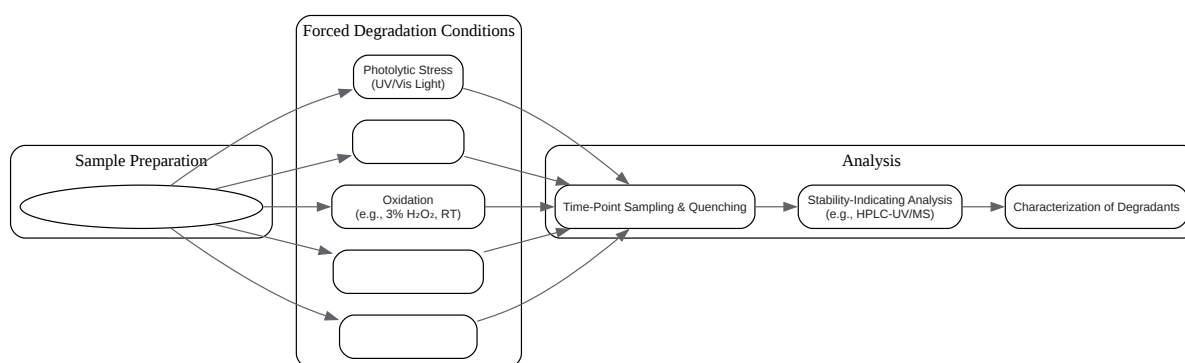 Forced Degradation Conditions
Photolytic Stress
(UV/Vis Light)
Sample Preparation
Oxidation
(e.g., 3% H₂O₂, RT)
Analysis
Time-Point Sampling & Quenching
Stability-Indicating Analysis
(e.g., HPLC-UV/MS)
Characterization of Degradants